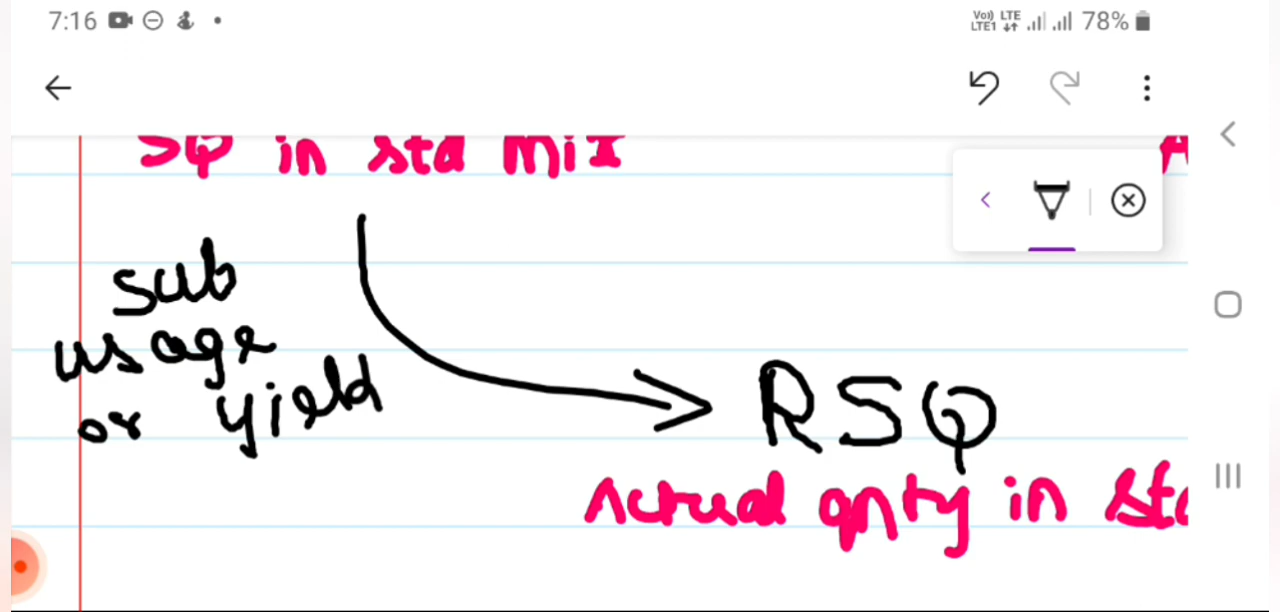 7:16 78%
SQ in std mix
sub
usage
or yield
RSQ
Actual qnty in Std